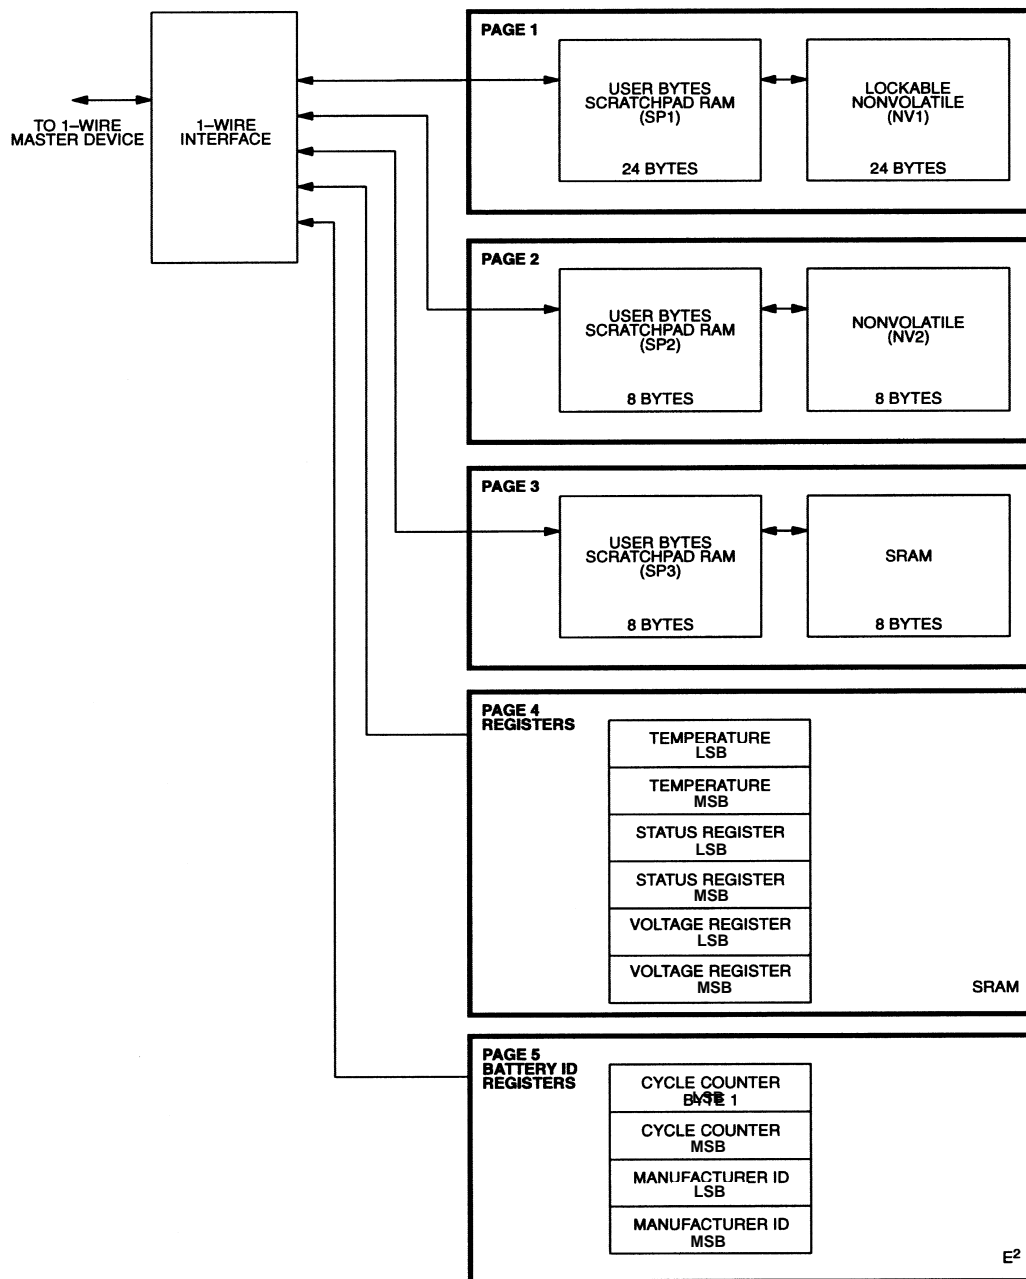 TO 1–WIRE
MASTER DEVICE
1–WIRE
INTERFACE
PAGE 1
USER BYTES
SCRATCHPAD RAM
(SP1)
24 BYTES
LOCKABLE
NONVOLATILE
(NV1)
24 BYTES
PAGE 2
USER BYTES
SCRATCHPAD RAM
(SP2)
8 BYTES
NONVOLATILE
(NV2)
8 BYTES
PAGE 3
USER BYTES
SCRATCHPAD RAM
(SP3)
8 BYTES
SRAM
8 BYTES
PAGE 4
REGISTERS
TEMPERATURE
LSB
TEMPERATURE
MSB
STATUS REGISTER
LSB
STATUS REGISTER
MSB
VOLTAGE REGISTER
LSB
VOLTAGE REGISTER
MSB
SRAM
PAGE 5
BATTERY ID
REGISTERS
CYCLE COUNTER
LSB
BYTE 1
CYCLE COUNTER
MSB
MANUFACTURER ID
LSB
MANUFACTURER ID
MSB
E²